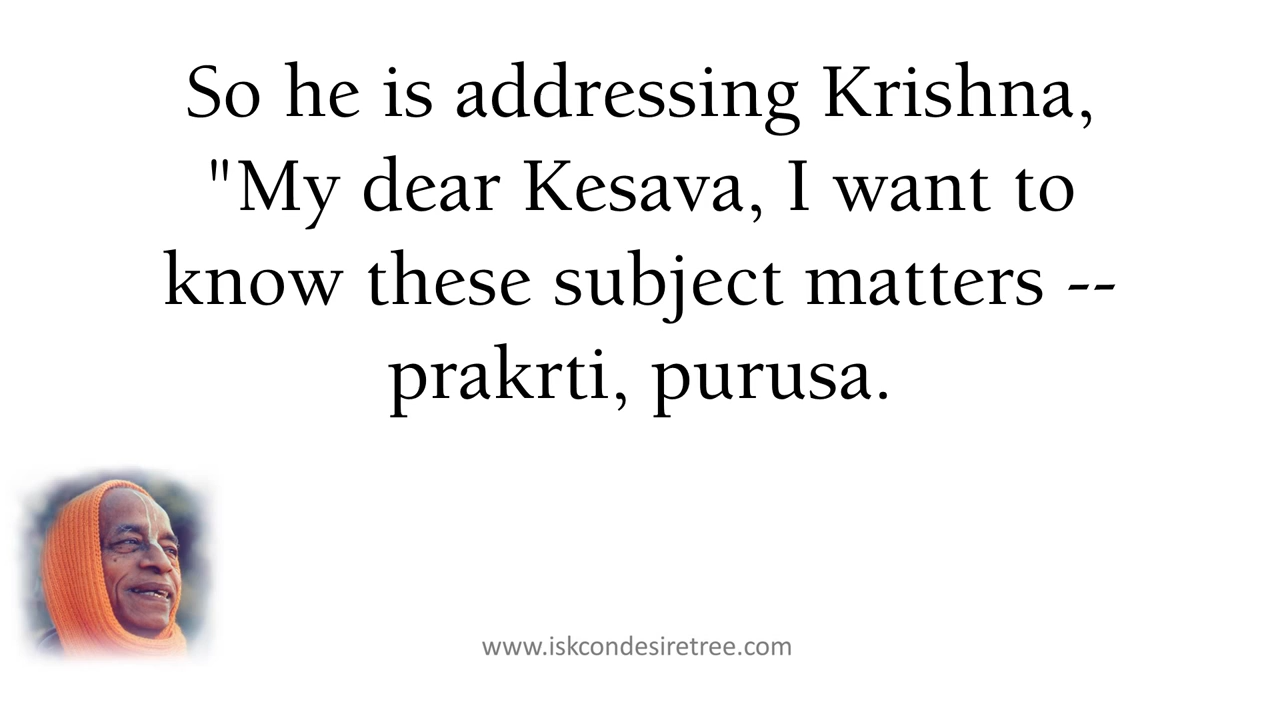 So he is addressing Krishna,
"My dear Kesava, I want to
know these subject matters --
prakrti, purusa.
www.iskcondesiretree.com